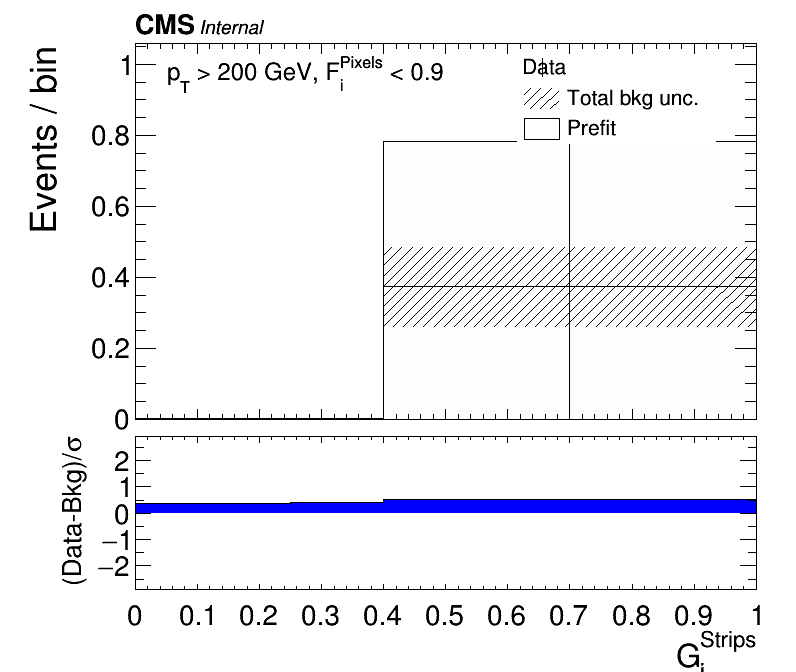 CMS Internal
p_T > 200 GeV, F_i^Pixels < 0.9
Data
Total bkg unc.
Prefit
Events / bin
1
0.8
0.6
0.4
0.2
0
(Data-Bkg)/σ
2
1
0
−1
−2
0 0.1 0.2 0.3 0.4 0.5 0.6 0.7 0.8 0.9 1
G_i^Strips